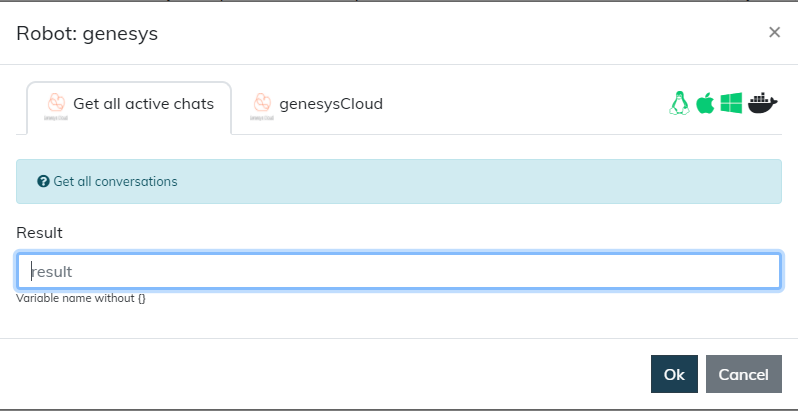 Robot: genesys
×
Get all active chats
genesysCloud
Genesys Cloud
Genesys Cloud
Get all conversations
Result
result
Variable name without {}
Ok
Cancel